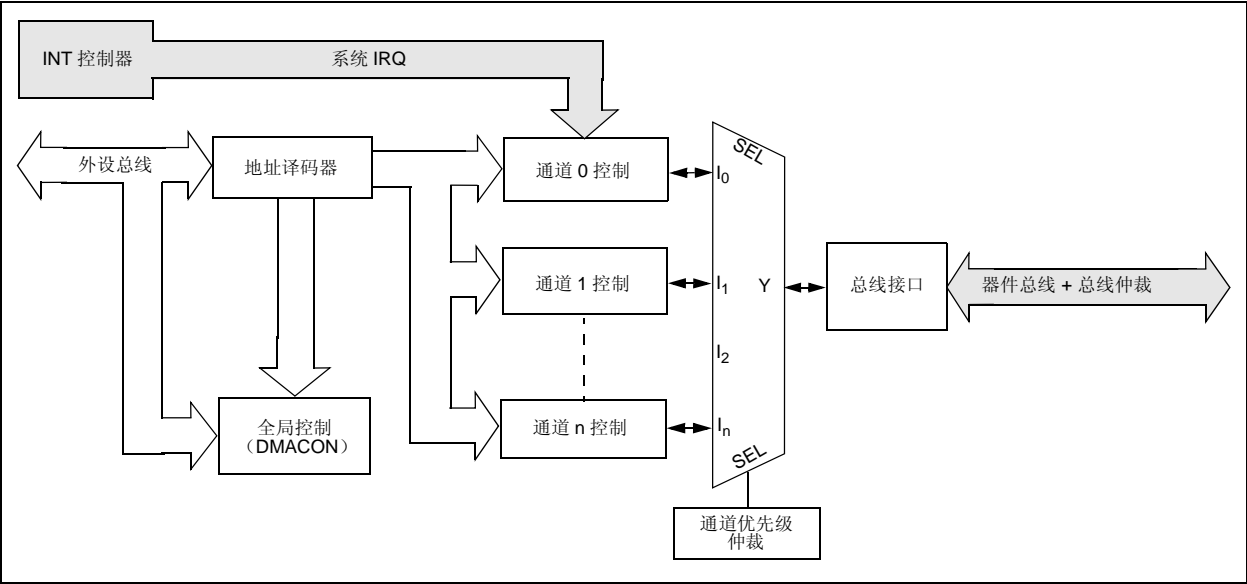 INT 控制器
系统 IRQ
外设总线
地址译码器
通道 0 控制
SEL
I0
通道 1 控制
I1
Y
总线接口
器件总线 + 总线仲裁
I2
全局控制
（DMACON）
通道 n 控制
In
SEL
通道优先级
仲裁